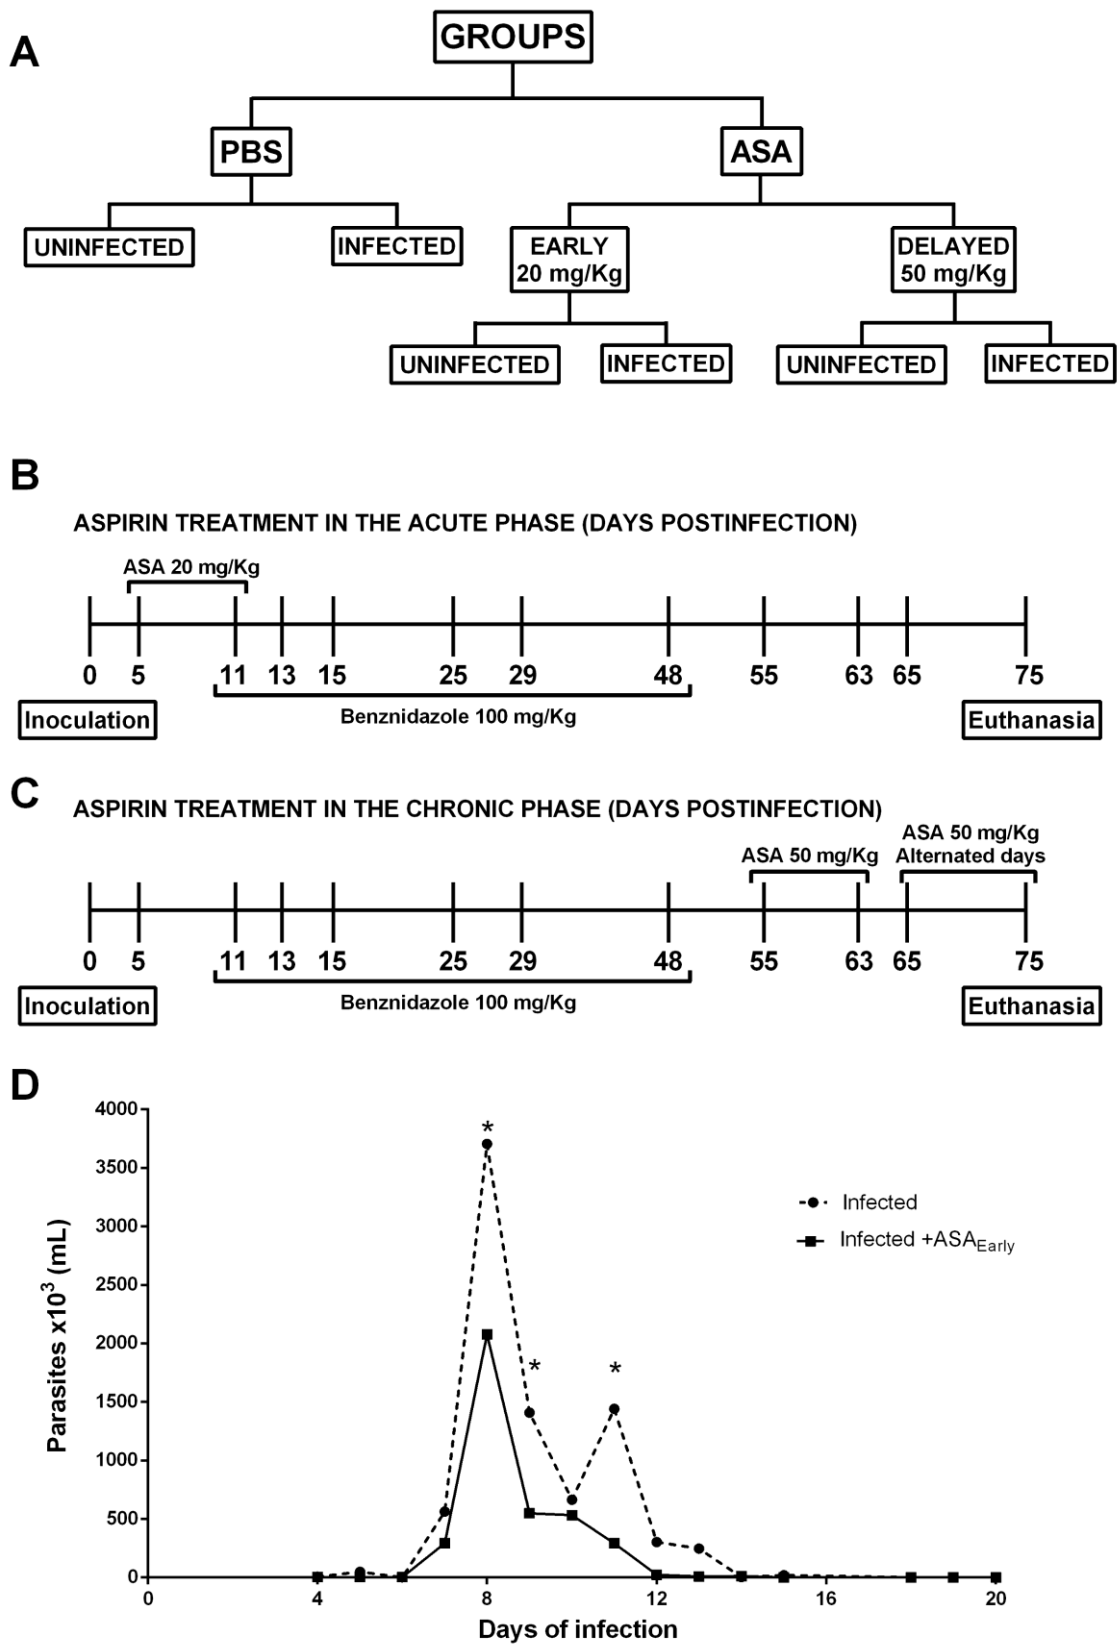 A
GROUPS
PBS
ASA
UNINFECTED
INFECTED
EARLY
20 mg/Kg
DELAYED
50 mg/Kg
UNINFECTED
INFECTED
UNINFECTED
INFECTED
B
ASPIRIN TREATMENT IN THE ACUTE PHASE (DAYS POSTINFECTION)
ASA 20 mg/Kg
0 5 11 13 15 25 29 48 55 63 65 75
Inoculation
Benznidazole 100 mg/Kg
Euthanasia
C
ASPIRIN TREATMENT IN THE CHRONIC PHASE (DAYS POSTINFECTION)
ASA 50 mg/Kg
ASA 50 mg/Kg
Alternated days
0 5 11 13 15 25 29 48 55 63 65 75
Inoculation
Benznidazole 100 mg/Kg
Euthanasia
D
Parasites x10³ (mL)
4000
3500
3000
2500
2000
1500
1000
500
0
*
*
*
Infected
Infected +ASA_Early
0 4 8 12 16 20
Days of infection